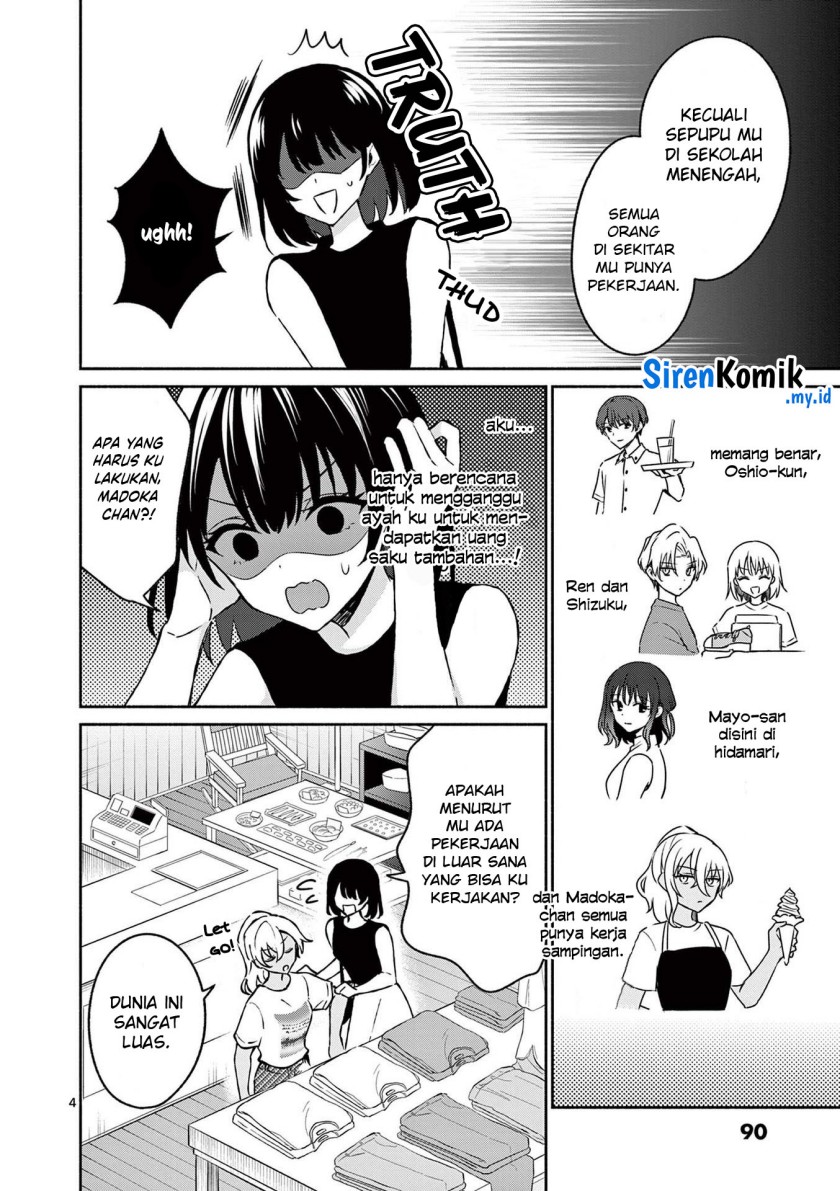 KECUALI
SEPUPU MU
DI SEKOLAH
MENENGAH,
SEMUA
ORANG
DI SEKITAR
MU PUNYA
PEKERJAAN.
TRUTH
THUD
ughh!
SirenKomik
.my.id
memang benar,
Oshio-kun,
Ren dan
Shizuku,
Mayo-san
disini di
hidamari,
dan Madoka-
chan semua
punya kerja
sampingan.
aku...
hanya berencana
untuk mengganggu
ayah ku untuk men-
dapatkan uang
saku tambahan...!
APA YANG
HARUS KU
LAKUKAN,
MADOKA
CHAN?!
APAKAH
MENURUT
MU ADA
PEKERJAAN
DI LUAR SANA
YANG BISA KU
KERJAKAN?
Let
GO!
DUNIA INI
SANGAT
LUAS.
4
90